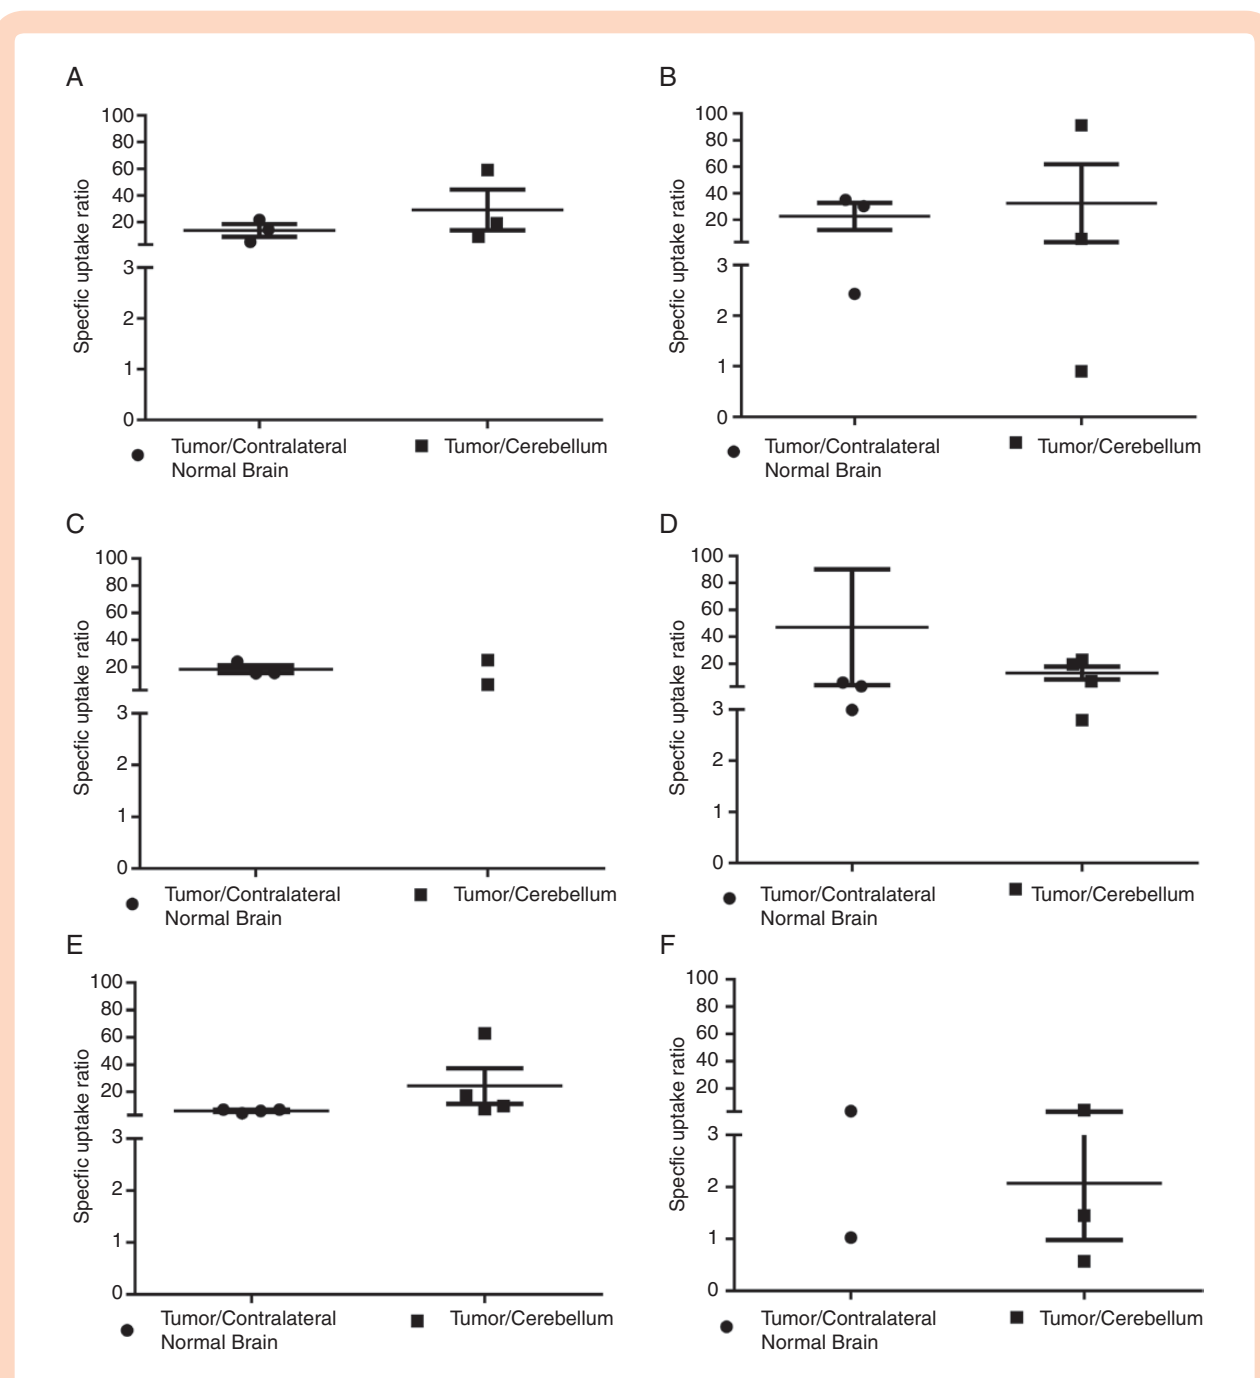 A
Specfic uptake ratio
100
80
60
40
20
3
2
1
0
Tumor/Contralateral
Normal Brain
Tumor/Cerebellum
B
Specfic uptake ratio
100
80
60
40
20
3
2
1
0
Tumor/Contralateral
Normal Brain
Tumor/Cerebellum
C
Specfic uptake ratio
100
80
60
40
20
3
2
1
0
Tumor/Contralateral
Normal Brain
Tumor/Cerebellum
D
Specfic uptake ratio
100
80
60
40
20
3
2
1
0
Tumor/Contralateral
Normal Brain
Tumor/Cerebellum
E
Specfic uptake ratio
100
80
60
40
20
3
2
1
0
Tumor/Contralateral
Normal Brain
Tumor/Cerebellum
F
Specfic uptake ratio
100
80
60
40
20
3
2
1
0
Tumor/Contralateral
Normal Brain
Tumor/Cerebellum